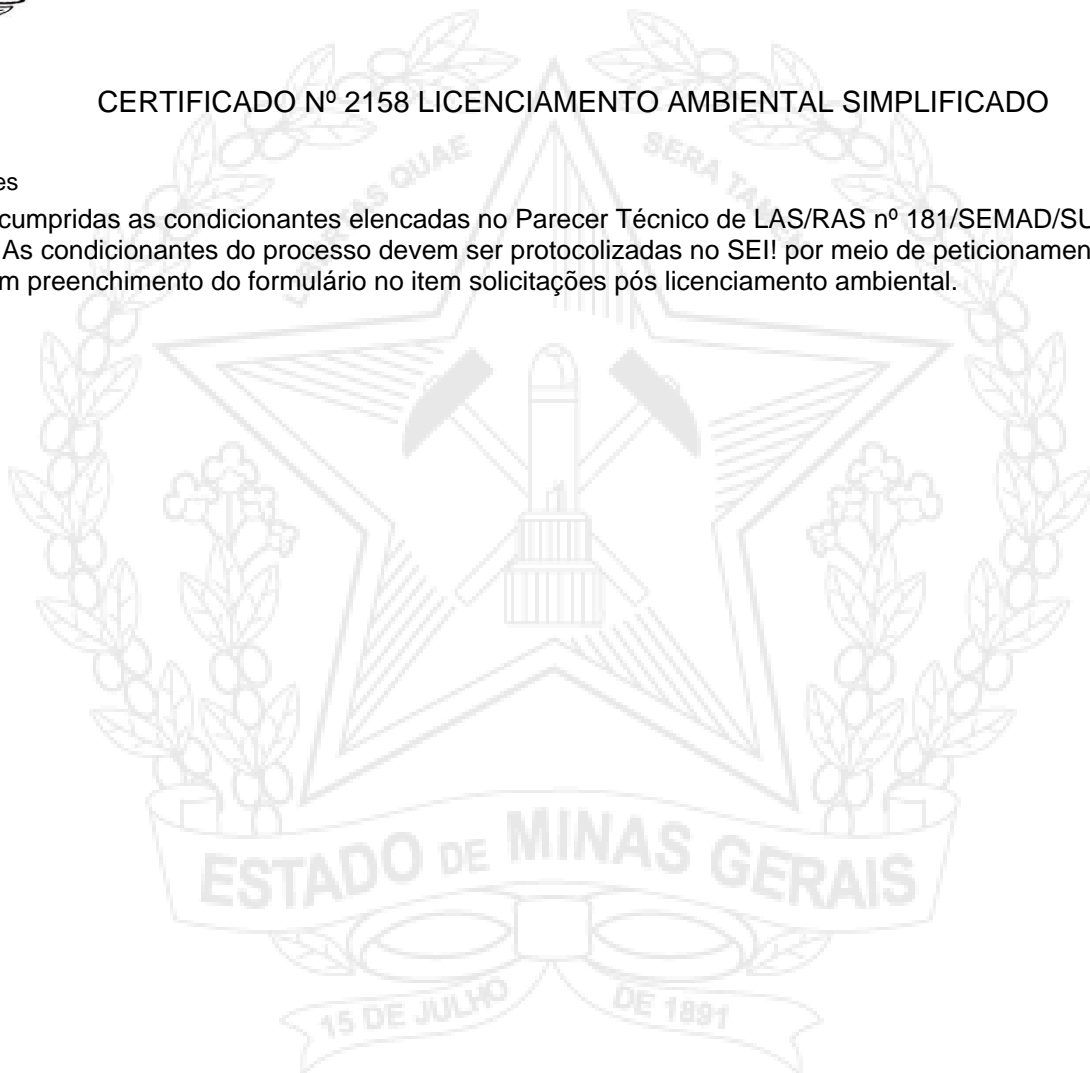 CERTIFICADO Nº 2158 LICENCIAMENTO AMBIENTAL SIMPLIFICADO
es
cumpridas as condicionantes elencadas no Parecer Técnico de LAS/RAS nº 181/SEMAD/SU
As condicionantes do processo devem ser protocolizadas no SEI! por meio de peticionamen
m preenchimento do formulário no item solicitações pós licenciamento ambiental.
QUAE SERA
ESTADO DE MINAS GERAIS
15 DE JULHO DE 1891